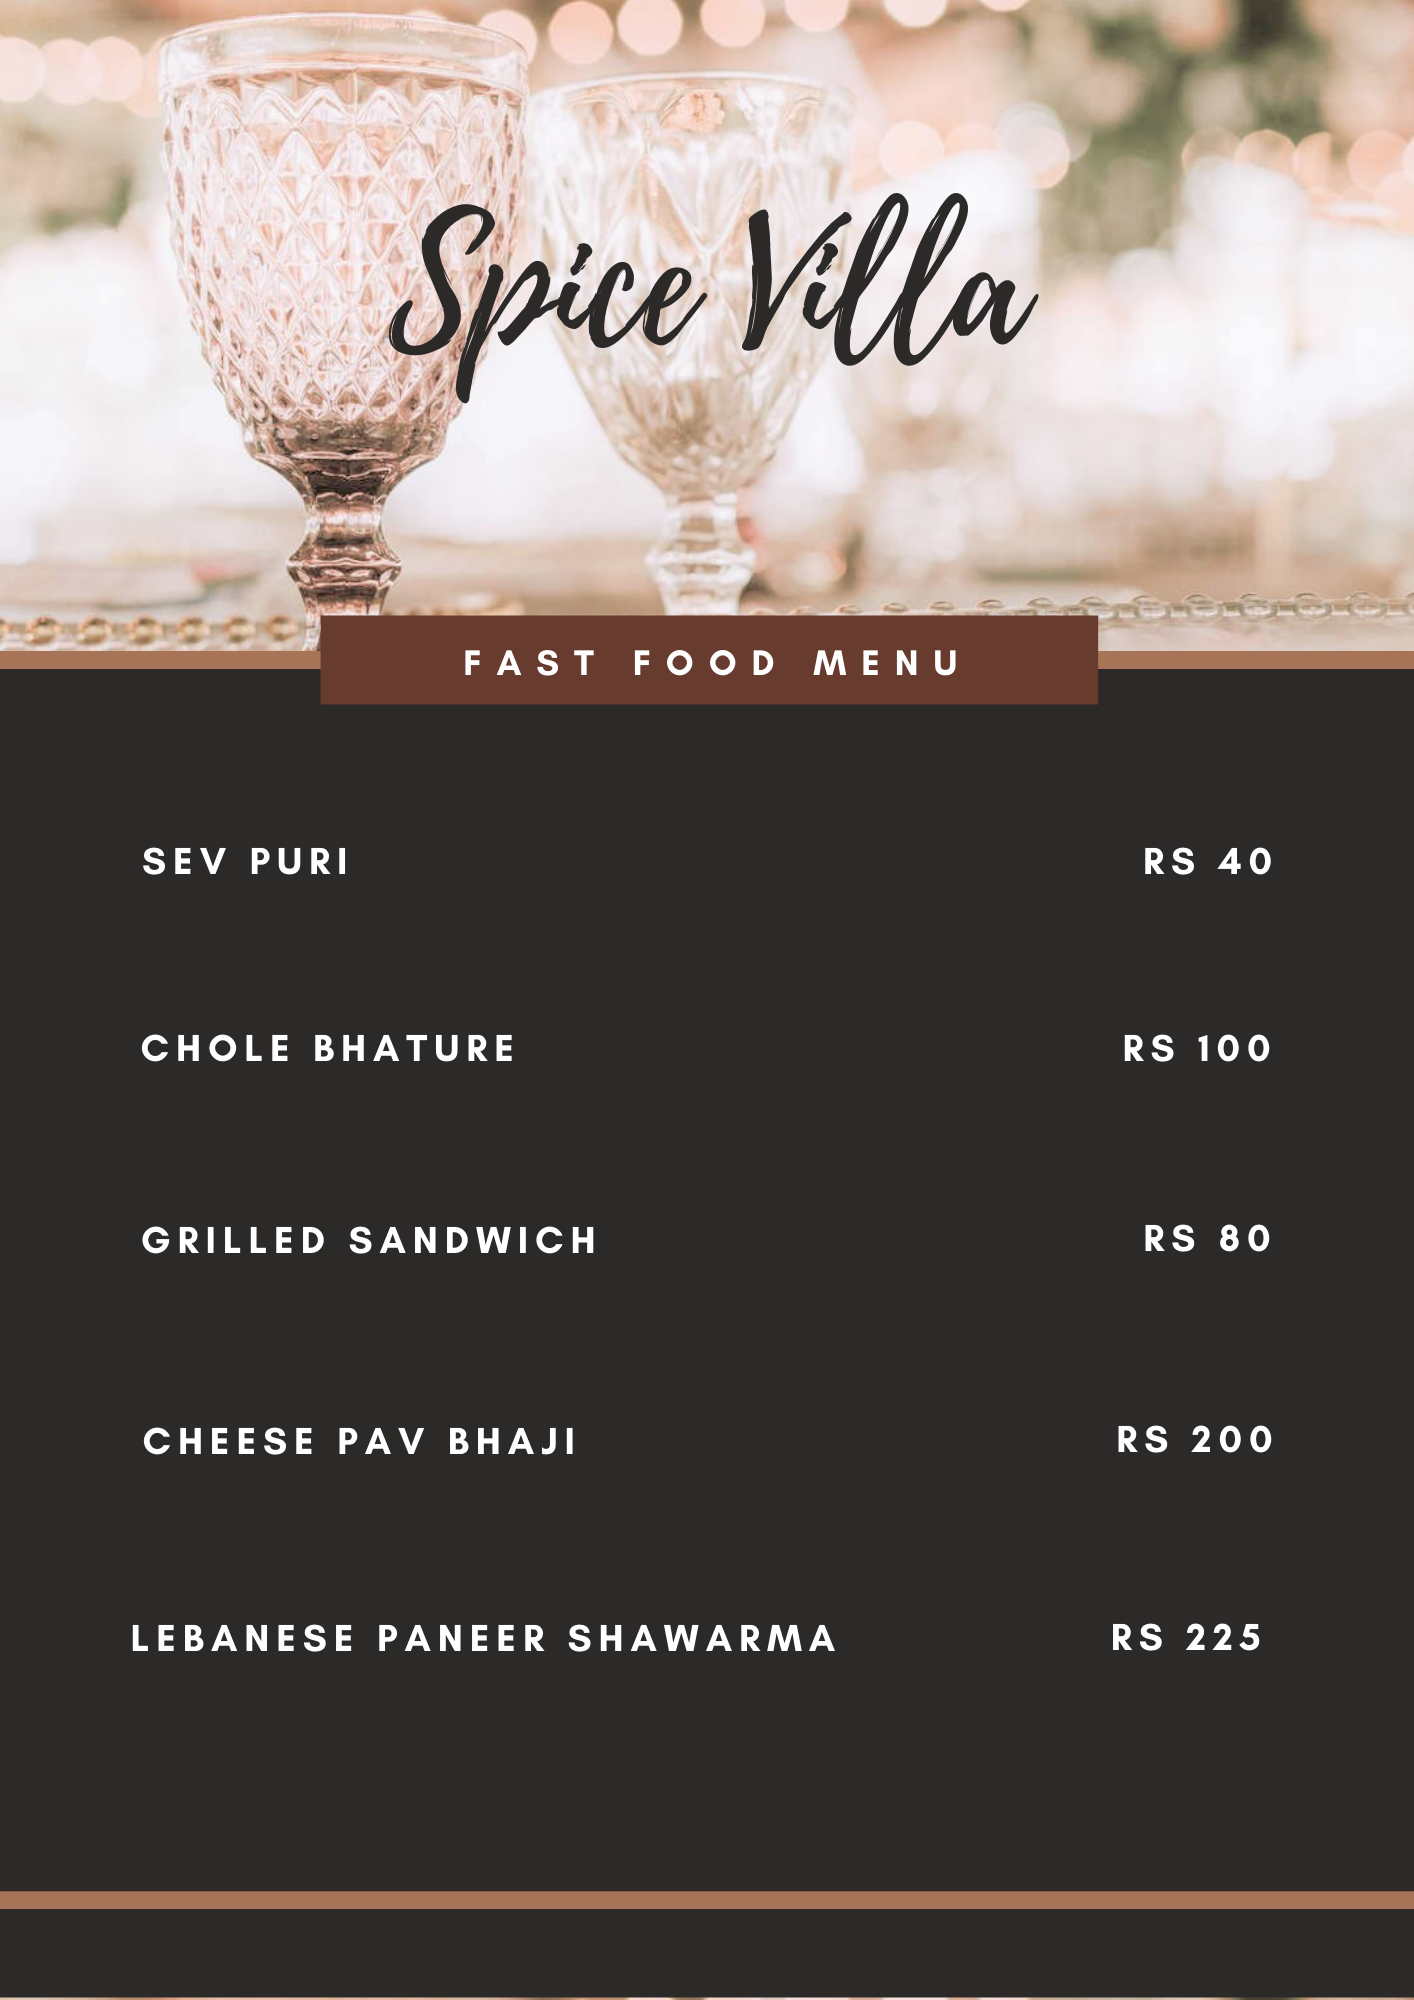 Spice Villa
FAST FOOD MENU
SEV PURI RS 40
CHOLE BHATURE RS 100
GRILLED SANDWICH RS 80
CHEESE PAV BHAJI RS 200
LEBANESE PANEER SHAWARMA RS 225